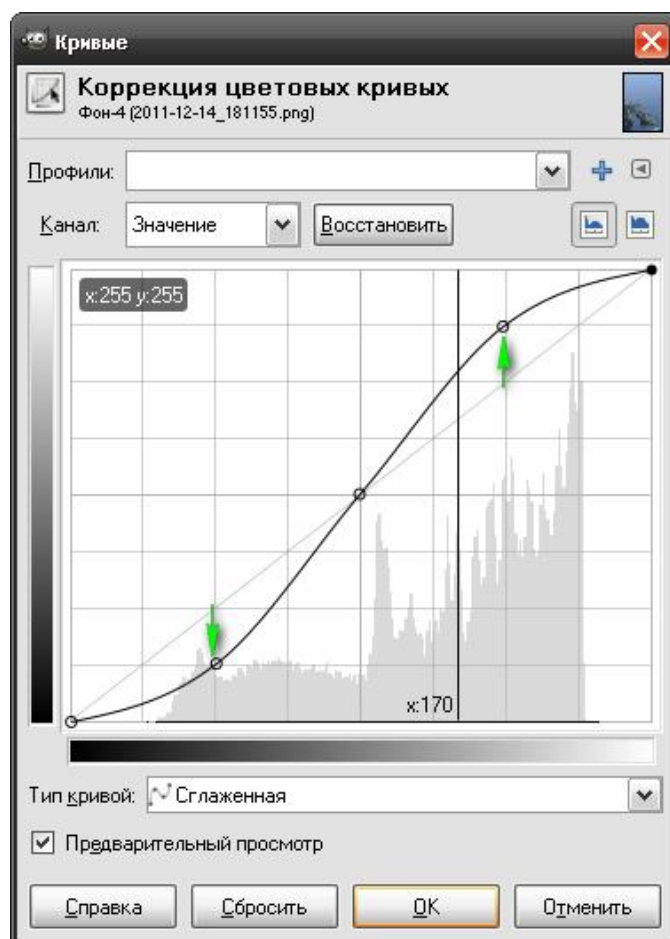 Кривые
Коррекция цветовых кривых
Фон-4 (2011-12-14_181155.png)
Профили:
Канал: Значение Восстановить
x:255 y:255
x:170
Тип кривой: Сглаженная
Предварительный просмотр
Справка Сбросить OK Отменить